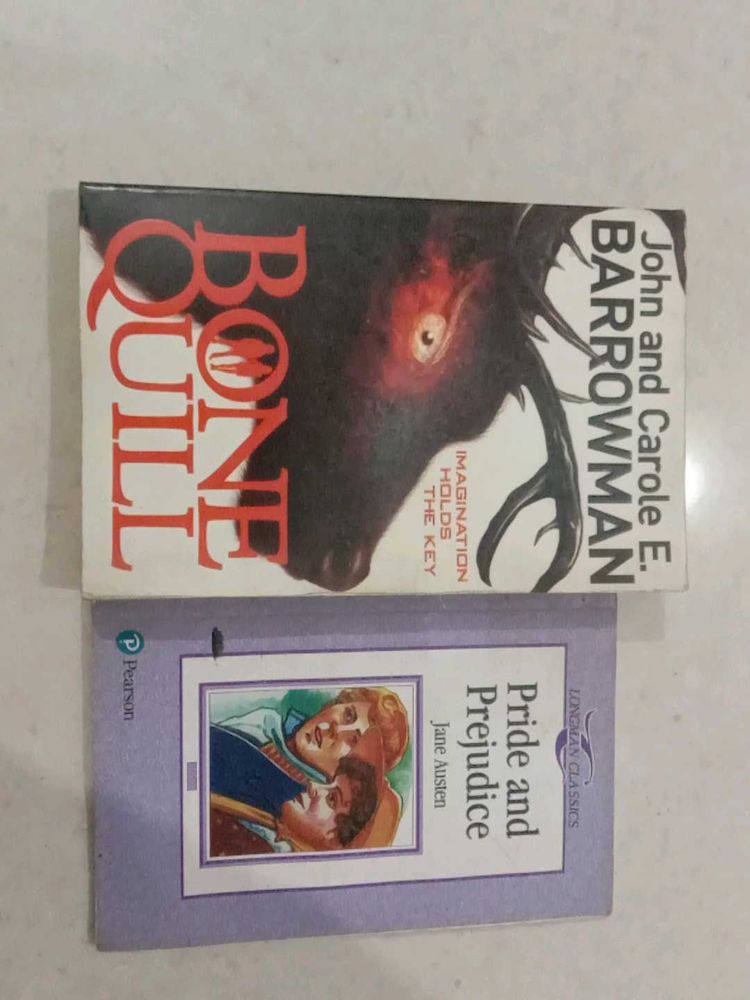 John and Carole E.
BARROWMAN
IMAGINATION
HOLDS
THE KEY
BONE
QUILL
LONGMAN CLASSICS
Pride and
Prejudice
Jane Austen
P Pearson